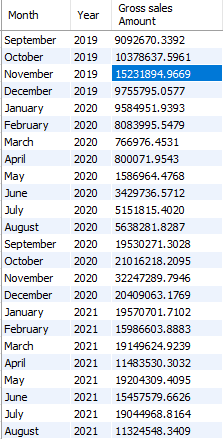 Month Year Gross sales Amount
September 2019 9092670.3392
October 2019 10378637.5961
November 2019 15231894.9669
December 2019 9755795.0577
January 2020 9584951.9393
February 2020 8083995.5479
March 2020 766976.4531
April 2020 800071.9543
May 2020 1586964.4768
June 2020 3429736.5712
July 2020 5151815.4020
August 2020 5638281.8287
September 2020 19530271.3028
October 2020 21016218.2095
November 2020 32247289.7946
December 2020 20409063.1769
January 2021 19570701.7102
February 2021 15986603.8883
March 2021 19149624.9239
April 2021 11483530.3032
May 2021 19204309.4095
June 2021 15457579.6626
July 2021 19044968.8164
August 2021 11324548.3409